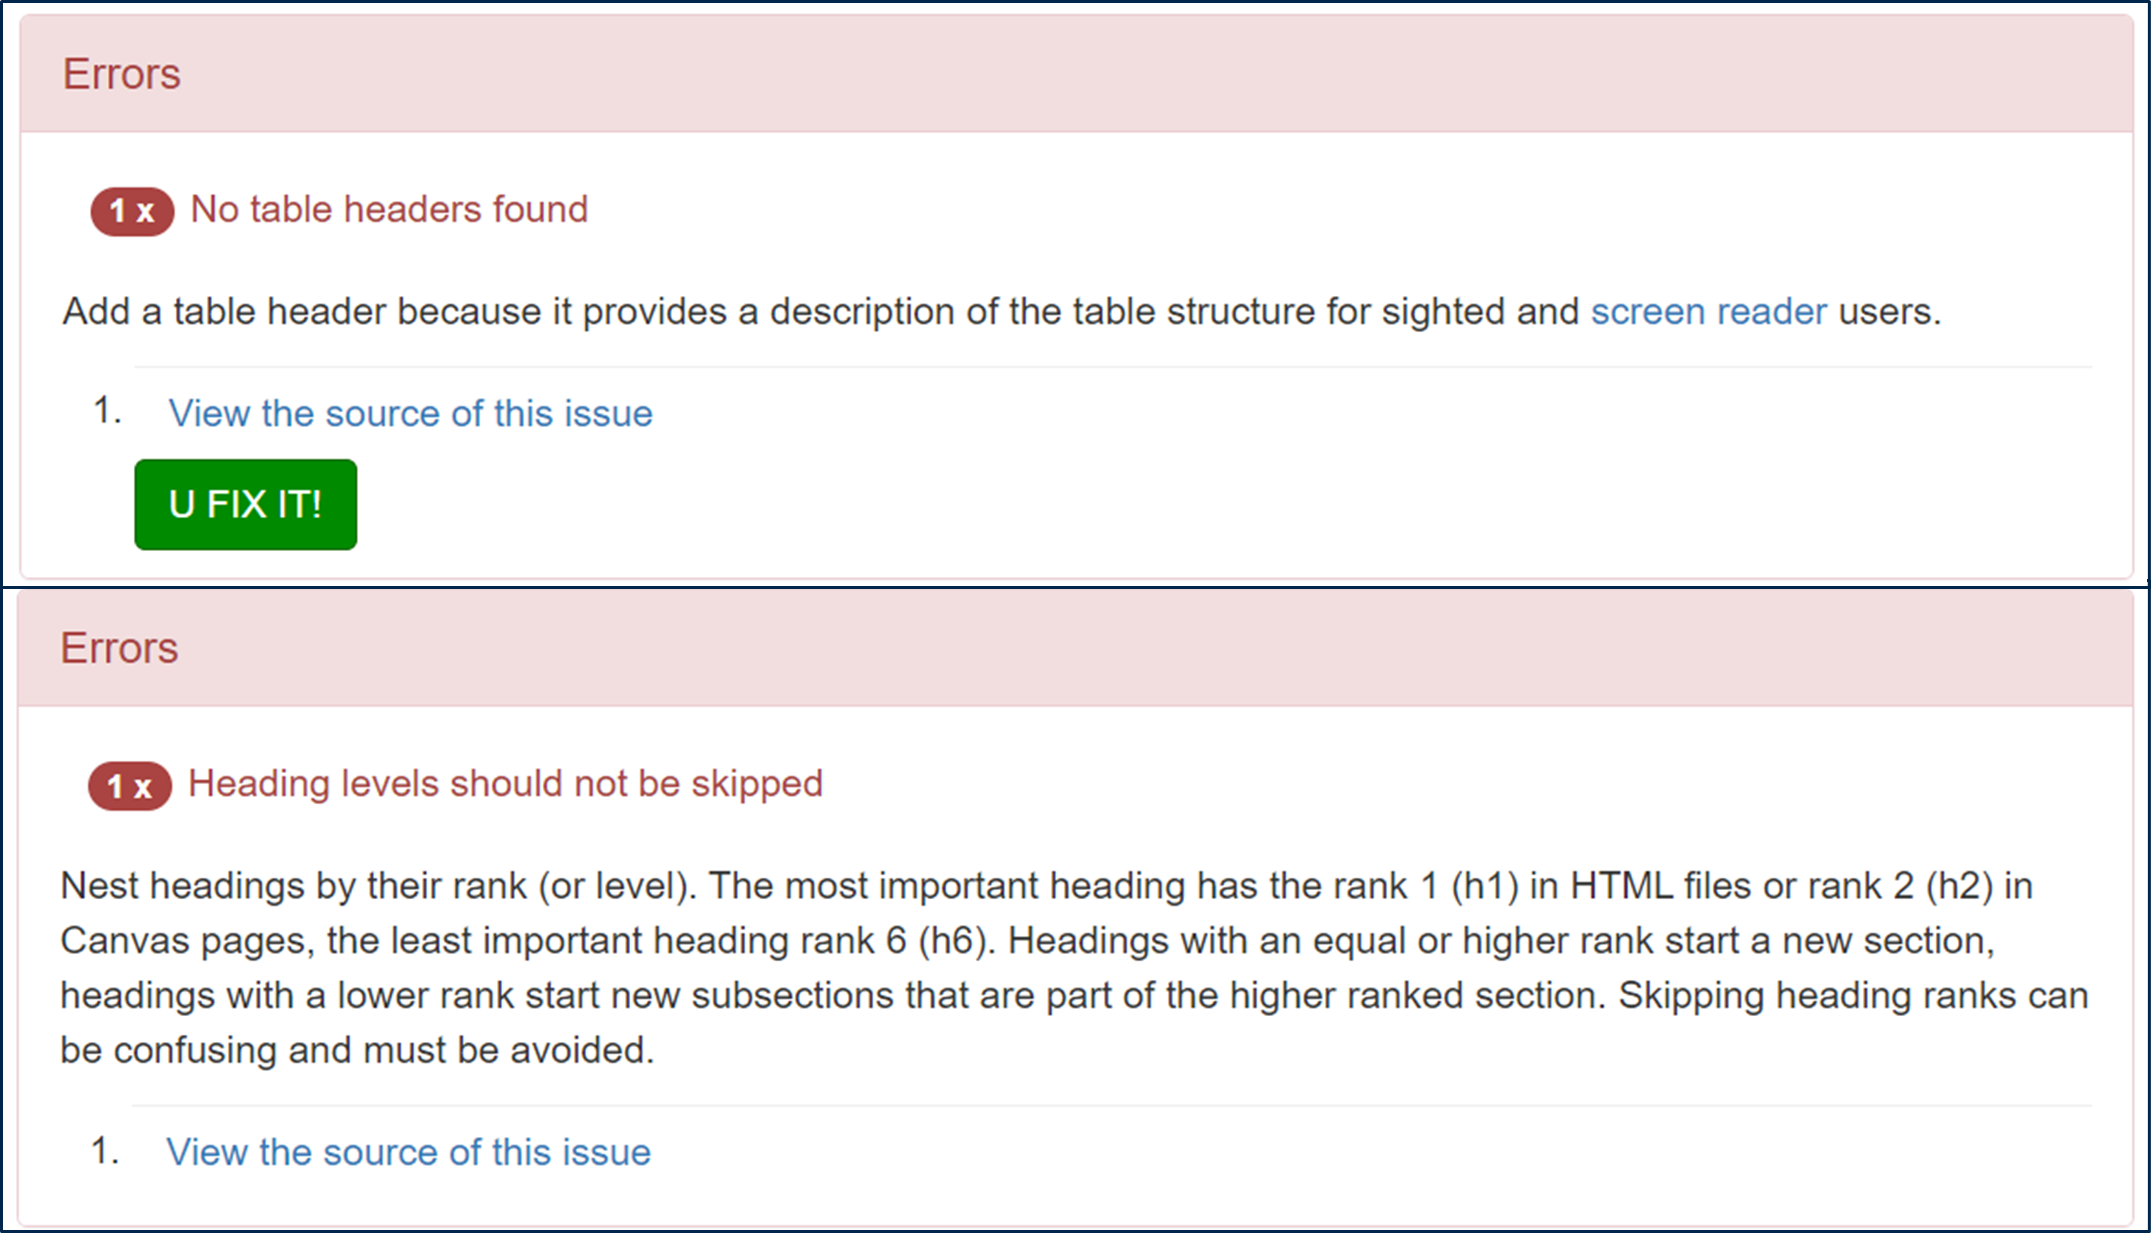 Errors
1 x No table headers found
Add a table header because it provides a description of the table structure for sighted and screen reader users.
1. View the source of this issue
U FIX IT!
Errors
1 x Heading levels should not be skipped
Nest headings by their rank (or level). The most important heading has the rank 1 (h1) in HTML files or rank 2 (h2) in
Canvas pages, the least important heading rank 6 (h6). Headings with an equal or higher rank start a new section,
headings with a lower rank start new subsections that are part of the higher ranked section. Skipping heading ranks can
be confusing and must be avoided.
1. View the source of this issue